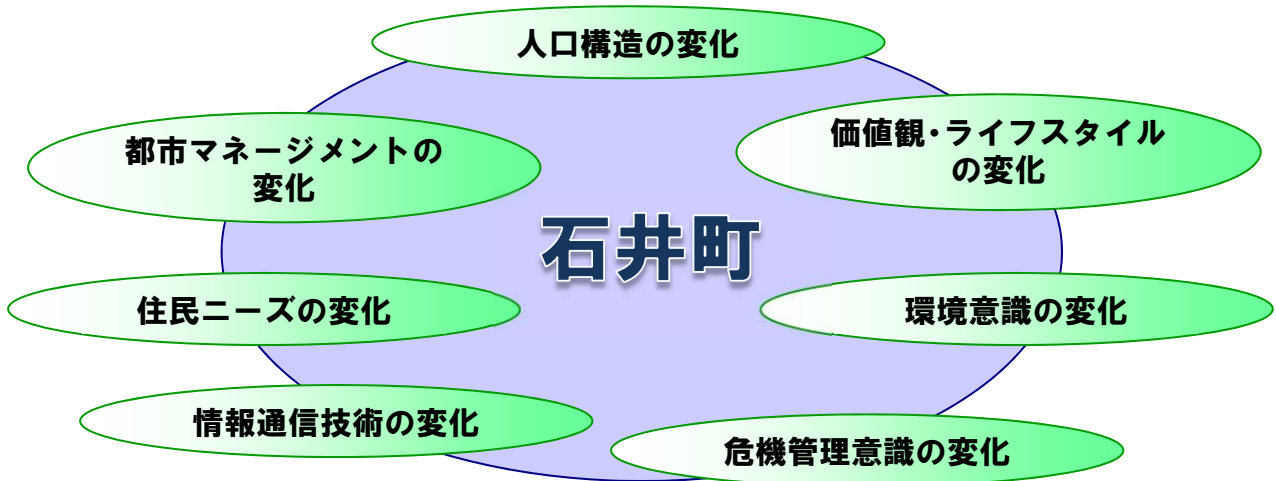 人口構造の変化
都市マネージメントの
変化
価値観・ライフスタイル
の変化
石井町
住民ニーズの変化
環境意識の変化
情報通信技術の変化
危機管理意識の変化